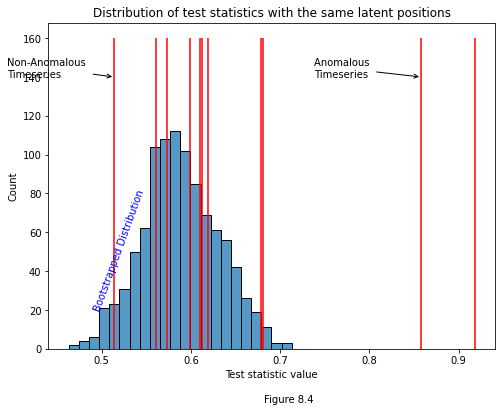 Distribution of test statistics with the same latent positions
160
140
120
100
80
60
40
20
0
Count
Non-Anomalous
Timeseries
Anomalous
Timeseries
Bootstrapped Distribution
0.5
0.6
0.7
0.8
0.9
Test statistic value
Figure 8.4